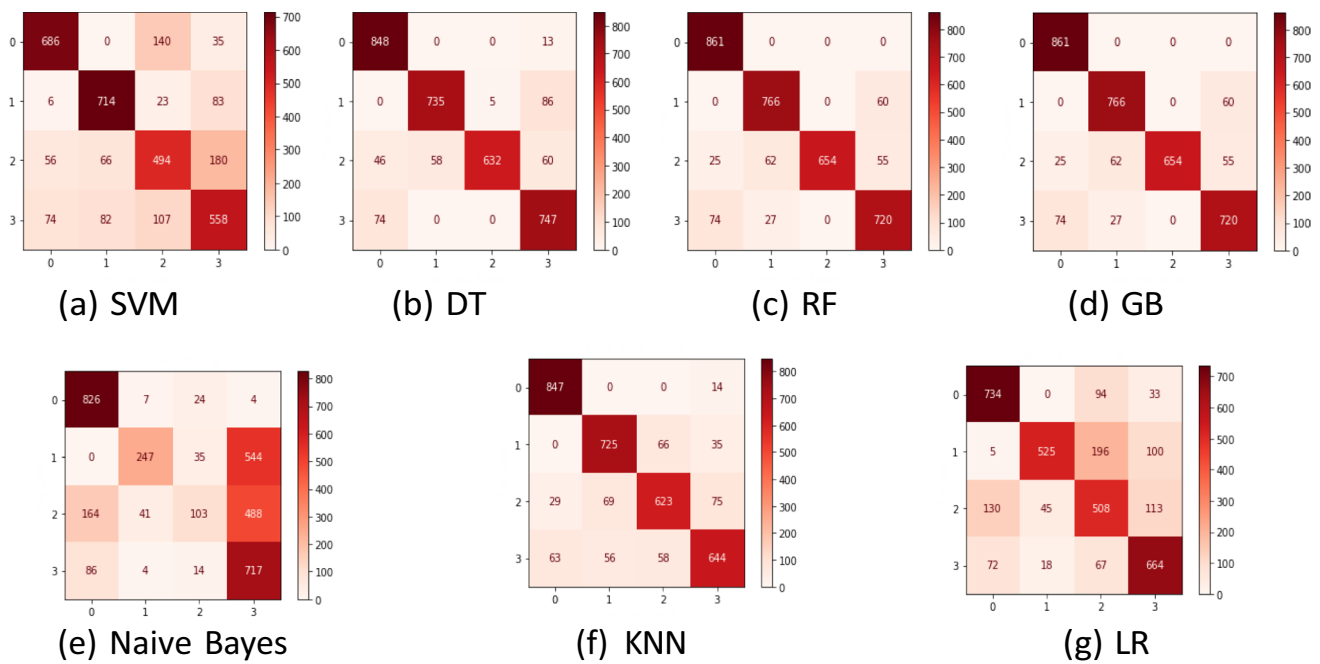 0 686 0 140 35 700
1 6 714 23 83 600
500
400
2 56 66 494 180 300
200
3 74 82 107 558 100
0
0 1 2 3
(a) SVM
0 848 0 0 13 800
700
1 0 735 5 86 600
500
400
2 46 58 632 60 300
200
3 74 0 0 747 100
0
0 1 2 3
(b) DT
0 861 0 0 0 800
700
1 0 766 0 60 600
500
400
2 25 62 654 55 300
200
3 74 27 0 720 100
0
0 1 2 3
(c) RF
0 861 0 0 0 800
700
1 0 766 0 60 600
500
400
2 25 62 654 55 300
200
3 74 27 0 720 100
0
0 1 2 3
(d) GB
0 826 7 24 4 800
700
600
1 0 247 35 544 500
400
2 164 41 103 488 300
200
3 86 4 14 717 100
0
0 1 2 3
(e) Naive Bayes
0 847 0 0 14 800
700
1 0 725 66 35 600
500
400
2 29 69 623 75 300
200
3 63 56 58 644 100
0
0 1 2 3
(f) KNN
0 734 0 94 33 700
600
1 5 525 196 100 500
400
2 130 45 508 113 300
200
3 72 18 67 664 100
0
0 1 2 3
(g) LR